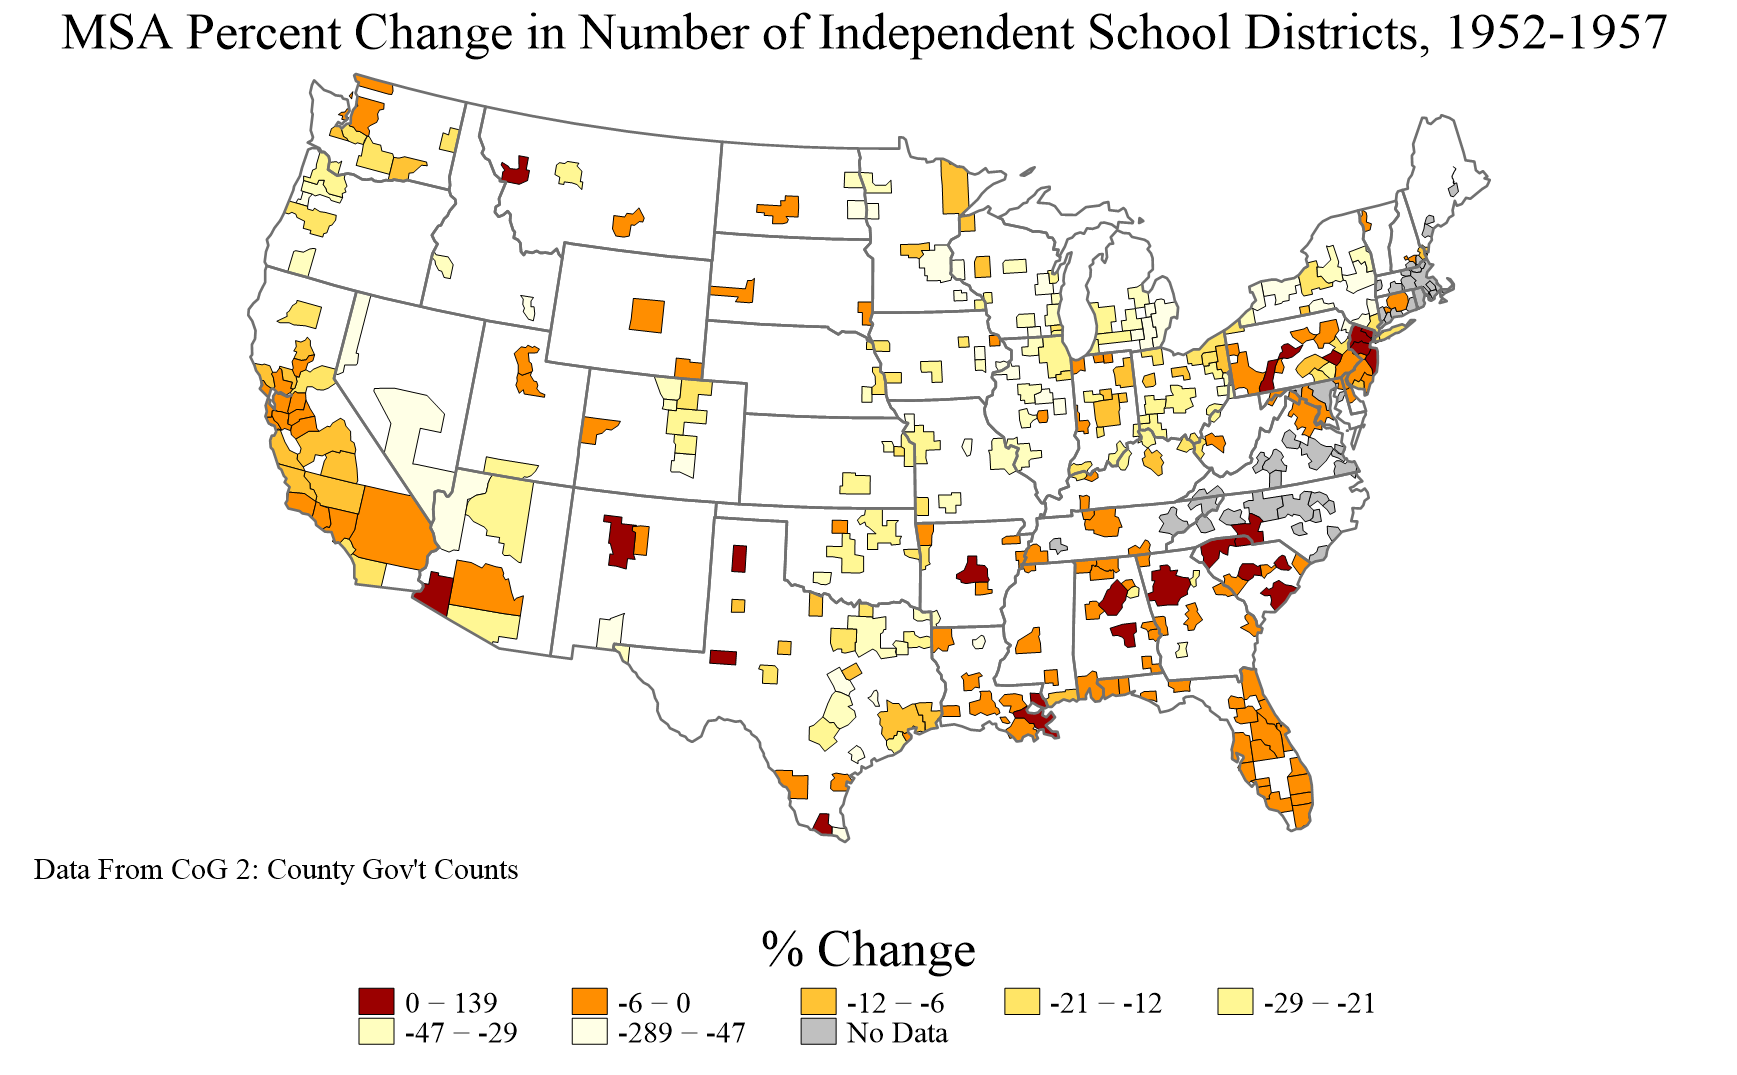 MSA Percent Change in Number of Independent School Districts, 1952-1957
Data From CoG 2: County Gov't Counts
% Change
0 − 139 -6 − 0 -12 − -6 -21 − -12 -29 − -21
-47 − -29 -289 − -47 No Data